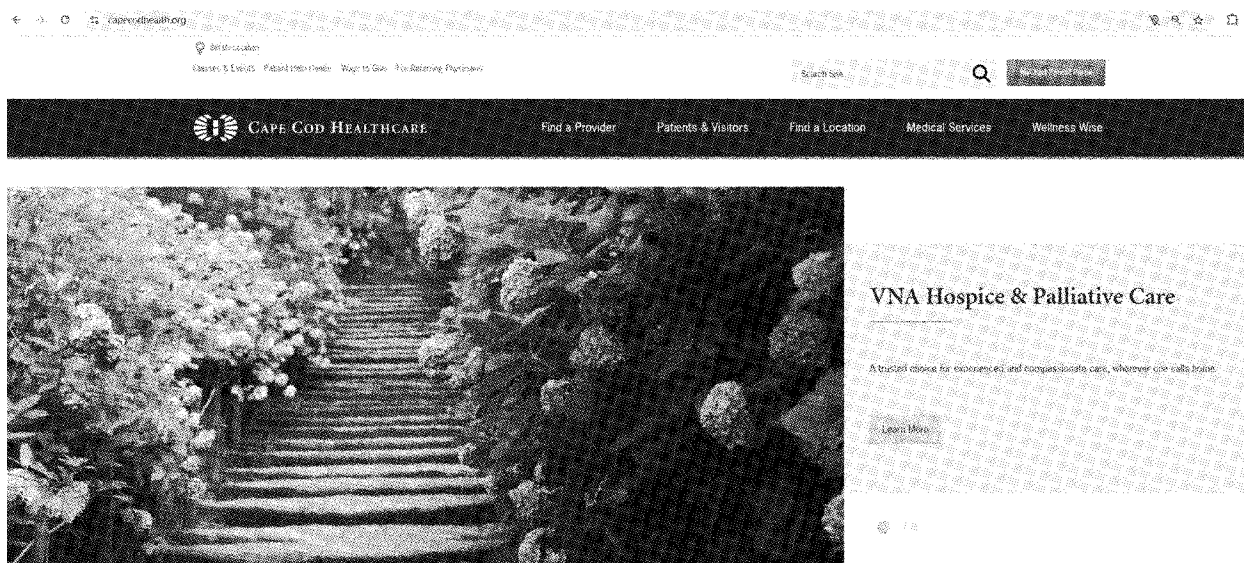 capecodhealth.org
Set My Location
Classes & Events Patient Help Center Ways to Give For Referring Physicians
Search Site
CAPE COD HEALTHCARE
Find a Provider Patients & Visitors Find a Location Medical Services Wellness Wise
VNA Hospice & Palliative Care
A trusted choice for experienced and compassionate care, wherever one calls home.
Learn More